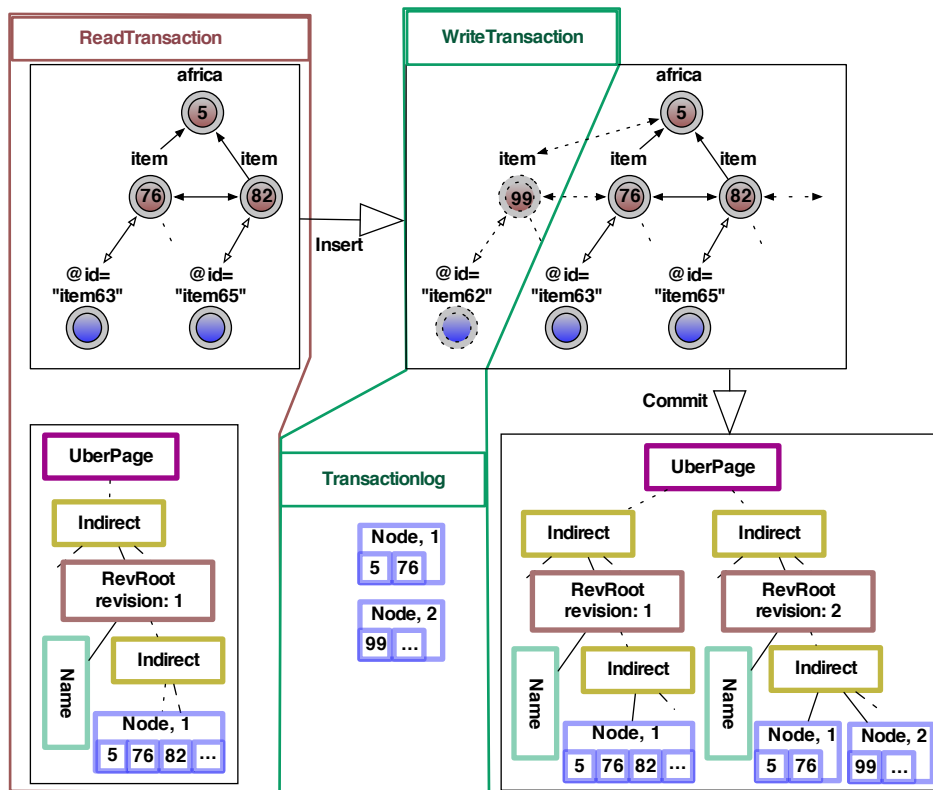 ReadTransaction
africa
5
item
item
76
82
@id=
"item63"
@id=
"item65"
Insert
WriteTransaction
africa
5
item
item
item
99
76
82
@id=
"item62"
@id=
"item63"
@id=
"item65"
Commit
UberPage
Indirect
RevRoot
revision: 1
Name
Indirect
Node, 1
5 76 82 ...
Transactionlog
Node, 1
5 76
Node, 2
99 ...
UberPage
Indirect
Indirect
RevRoot
revision: 1
RevRoot
revision: 2
Name
Indirect
Name
Indirect
Node, 1
5 76 82 ...
Node, 1
5 76
Node, 2
99 ...